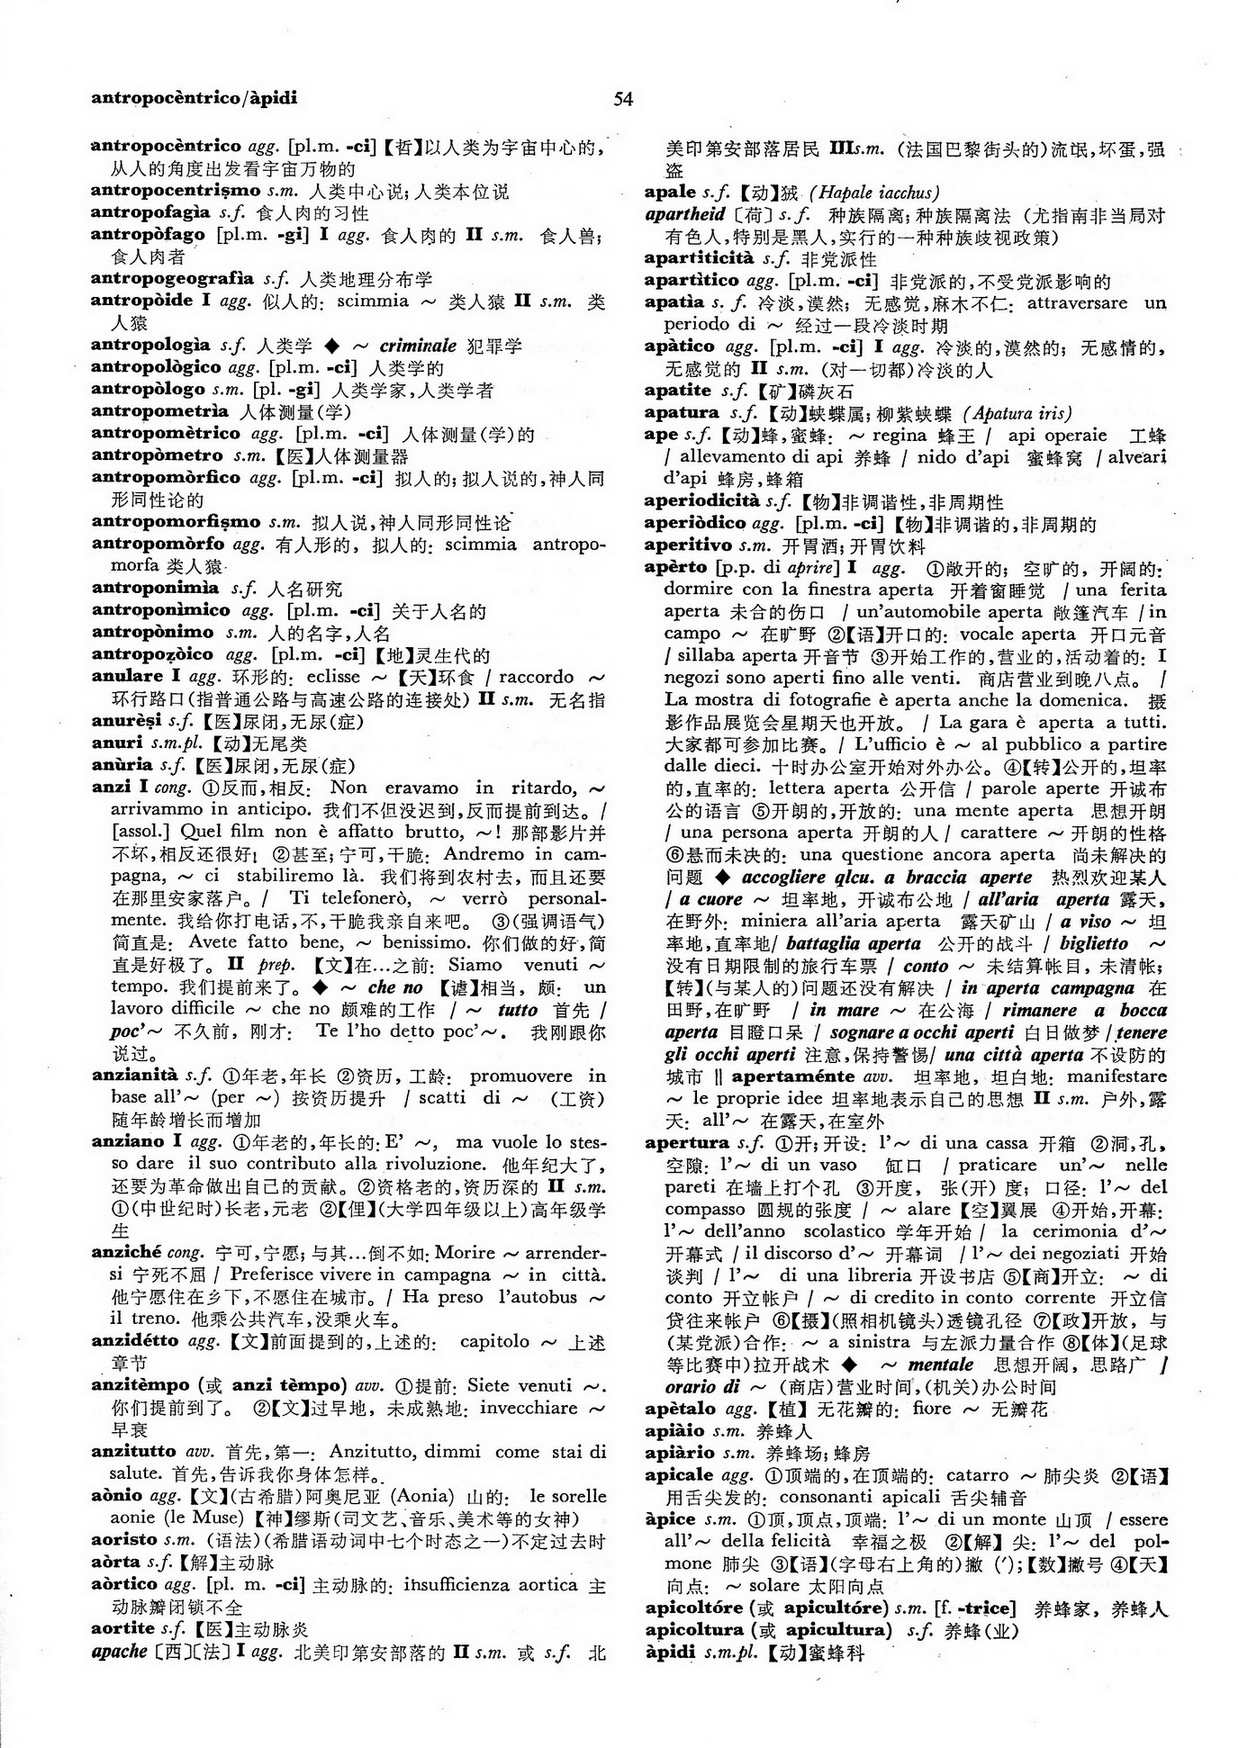 antropocèntrico/àpidi
54
antropocèntrico agg. [pl.m. -ci]【哲】以人类为宇宙中心的,
从人的角度出发看宇宙万物的
antropocentriṣmo s.m. 人类中心说; 人类本位说
antropofagìa s.f. 食人肉的习性
antropòfago [pl.m. -gi] I agg. 食人肉的 II s.m. 食人兽;
食人肉者
antropogeografìa s.f. 人类地理分布学
antropòide I agg. 似人的: scimmia ～ 类人猿 II s.m. 类
人猿
antropologìa s.f. 人类学 ◆ ～ criminale 犯罪学
antropològico agg. [pl.m. -ci] 人类学的
antropòlogo s.m. [pl. -gi] 人类学家,人类学者
antropometrìa 人体测量(学)
antropomètrico agg. [pl.m. -ci] 人体测量(学)的
antropòmetro s.m.【医】人体测量器
antropomòrfico agg. [pl.m. -ci] 拟人的; 拟人说的,神人同
形同性论的
antropomorfiṣmo s.m. 拟人说,神人同形同性论
antropomòrfo agg. 有人形的, 拟人的: scimmia antropo-
morfa 类人猿
antroponimìa s.f. 人名研究
antroponìmico agg. [pl.m. -ci] 关于人名的
antropònimo s.m. 人的名字,人名
antropoẓòico agg. [pl.m. -ci]【地】灵生代的
anulare I agg. 环形的: eclisse ～【天】环食 / raccordo ～
环行路口(指普通公路与高速公路的连接处) II s.m. 无名指
anurèṣi s.f.【医】尿闭,无尿(症)
anuri s.m.pl.【动】无尾类
anùria s.f.【医】尿闭,无尿(症)
anzi I cong. ①反而,相反: Non eravamo in ritardo, ～
arrivammo in anticipo. 我们不但没迟到,反而提前到达。/
[assol.] Quel film non è affatto brutto, ～! 那部影片并
不坏,相反还很好! ②甚至; 宁可,干脆: Andremo in cam-
pagna, ～ ci stabiliremo là. 我们将到农村去, 而且还要
在那里安家落户。/ Ti telefonerò, ～ verrò personal-
mente. 我给你打电话,不,干脆我亲自来吧。 ③(强调语气)
简直是: Avete fatto bene, ～ benissimo. 你们做的好,简
直是好极了。II prep. 【文】在…之前: Siamo venuti ～
tempo. 我们提前来了。◆ ～ che no 【谑】相当, 颇: un
lavoro difficile ～ che no 颇难的工作 / ～ tutto 首先 /
poc'～ 不久前, 刚才: Te l'ho detto poc'～. 我刚跟你
说过。
anzianità s.f. ①年老,年长 ②资历, 工龄: promuovere in
base all'～ (per ～) 按资历提升 / scatti di ～ (工资)
随年龄增长而增加
anziano I agg. ①年老的,年长的: E' ～, ma vuole lo stes-
so dare il suo contributo alla rivoluzione. 他年纪大了,
还要为革命做出自己的贡献。②资格老的,资历深的 II s.m.
①(中世纪时)长老,元老 ②【俚】(大学四年级以上)高年级学
生
anziché cong. 宁可,宁愿; 与其…倒不如: Morire ～ arrender-
si 宁死不屈 / Preferisce vivere in campagna ～ in città.
他宁愿住在乡下,不愿住在城市。/ Ha preso l'autobus ～
il treno. 他乘公共汽车,没乘火车。
anzidétto agg.【文】前面提到的,上述的: capitolo ～ 上述
章节
anzitèmpo (或 anzi tèmpo) avv. ①提前: Siete venuti ～.
你们提前到了。 ②【文】过早地, 未成熟地: invecchiare ～
早衰
anzitutto avv. 首先,第一: Anzitutto, dimmi come stai di
salute. 首先,告诉我你身体怎样。
aònio agg.【文】(古希腊)阿奥尼亚 (Aonia) 山的: le sorelle
aonie (le Muse)【神】缪斯(司文艺、音乐、美术等的女神)
aoristo s.m. (语法)(希腊语动词中七个时态之一)不定过去时
aòrta s.f.【解】主动脉
aòrtico agg. [pl. m. -ci] 主动脉的: insufficienza aortica 主
动脉瓣闭锁不全
aortite s.f.【医】主动脉炎
apache〔西〕〔法〕I agg. 北美印第安部落的 II s.m. 或 s.f. 北
美印第安部落居民 III s.m. (法国巴黎街头的)流氓,坏蛋,强
盗
apale s.f.【动】狨 (Hapale iacchus)
apartheid〔荷〕s.f. 种族隔离; 种族隔离法 (尤指南非当局对
有色人,特别是黑人,实行的一种种族歧视政策)
apartiticità s.f. 非党派性
apartìtico agg. [pl.m. -ci] 非党派的,不受党派影响的
apatìa s. f. 冷淡,漠然; 无感觉,麻木不仁: attraversare un
periodo di ～ 经过一段冷淡时期
apàtico agg. [pl.m. -ci] I agg. 冷淡的,漠然的; 无感情的,
无感觉的 II s.m. (对一切都)冷淡的人
apatite s.f.【矿】磷灰石
apatura s.f.【动】蛱蝶属; 柳紫蛱蝶 (Apatura iris)
ape s.f.【动】蜂,蜜蜂: ～ regina 蜂王 / api operaie 工蜂
/ allevamento di api 养蜂 / nido d'api 蜜蜂窝 / alveari
d'api 蜂房,蜂箱
aperiodicità s.f.【物】非调谐性,非周期性
aperiòdico agg. [pl.m. -ci]【物】非调谐的,非周期的
aperitivo s.m. 开胃酒; 开胃饮料
apèrto [p.p. di aprire] I agg. ①敞开的; 空旷的, 开阔的:
dormire con la finestra aperta 开着窗睡觉 / una ferita
aperta 未合的伤口 / un'automobile aperta 敞篷汽车 / in
campo ～ 在旷野 ②【语】开口的: vocale aperta 开口元音
/ sillaba aperta 开音节 ③开始工作的,营业的,活动着的: I
negozi sono aperti fino alle venti. 商店营业到晚八点。 /
La mostra di fotografie è aperta anche la domenica. 摄
影作品展览会星期天也开放。/ La gara è aperta a tutti.
大家都可参加比赛。/ L'ufficio è ～ al pubblico a partire
dalle dieci. 十时办公室开始对外办公。④【转】公开的,坦率
的,直率的: lettera aperta 公开信 / parole aperte 开诚布
公的语言 ⑤开朗的,开放的: una mente aperta 思想开朗
/ una persona aperta 开朗的人 / carattere ～ 开朗的性格
⑥悬而未决的: una questione ancora aperta 尚未解决的
问题 ◆ accogliere qlcu. a braccia aperte 热烈欢迎某人
/ a cuore ～ 坦率地, 开诚布公地 / all'aria aperta 露天,
在野外: miniera all'aria aperta 露天矿山 / a viso ～ 坦
率地,直率地/ battaglia aperta 公开的战斗 / biglietto ～
没有日期限制的旅行车票 / conto ～ 未结算帐目, 未清帐;
【转】(与某人的)问题还没有解决 / in aperta campagna 在
田野,在旷野 / in mare ～ 在公海 / rimanere a bocca
aperta 目瞪口呆 / sognare a occhi aperti 白日做梦 / tenere
gli occhi aperti 注意,保持警惕/ una città aperta 不设防的
城市 ‖ apertaménte avv. 坦率地, 坦白地: manifestare
～ le proprie idee 坦率地表示自己的思想 II s.m. 户外,露
天: all'～ 在露天,在室外
apertura s.f. ①开; 开设: l'～ di una cassa 开箱 ②洞,孔,
空隙: l'～ di un vaso 缸口 / praticare un'～ nelle
pareti 在墙上打个孔 ③开度, 张(开) 度; 口径: l'～ del
compasso 圆规的张度 / ～ alare【空】翼展 ④开始,开幕:
l'～ dell'anno scolastico 学年开始 / la cerimonia d'～
开幕式 / il discorso d'～ 开幕词 / l'～ dei negoziati 开始
谈判 / l'～ di una libreria 开设书店 ⑤【商】开立: ～ di
conto 开立帐户 / ～ di credito in conto corrente 开立信
贷往来帐户 ⑥【摄】(照相机镜头)透镜孔径 ⑦【政】开放, 与
(某党派)合作: ～ a sinistra 与左派力量合作 ⑧【体】(足球
等比赛中)拉开战术 ◆ ～ mentale 思想开阔, 思路广 /
orario di ～ (商店)营业时间,(机关)办公时间
apètalo agg.【植】无花瓣的: fiore ～ 无瓣花
apiàio s.m. 养蜂人
apiàrio s.m. 养蜂场; 蜂房
apicale agg. ①顶端的,在顶端的: catarro ～ 肺尖炎 ②【语】
用舌尖发的: consonanti apicali 舌尖辅音
àpice s.m. ①顶,顶点,顶端: l'～ di un monte 山顶 / essere
all'～ della felicità 幸福之极 ②【解】尖: l'～ del pol-
mone 肺尖 ③【语】(字母右上角的)撇 ('); 【数】撇号 ④【天】
向点: ～ solare 太阳向点
apicoltóre (或 apicultóre) s.m. [f. -trice] 养蜂家, 养蜂人
apicoltura (或 apicultura) s.f. 养蜂(业)
àpidi s.m.pl.【动】蜜蜂科